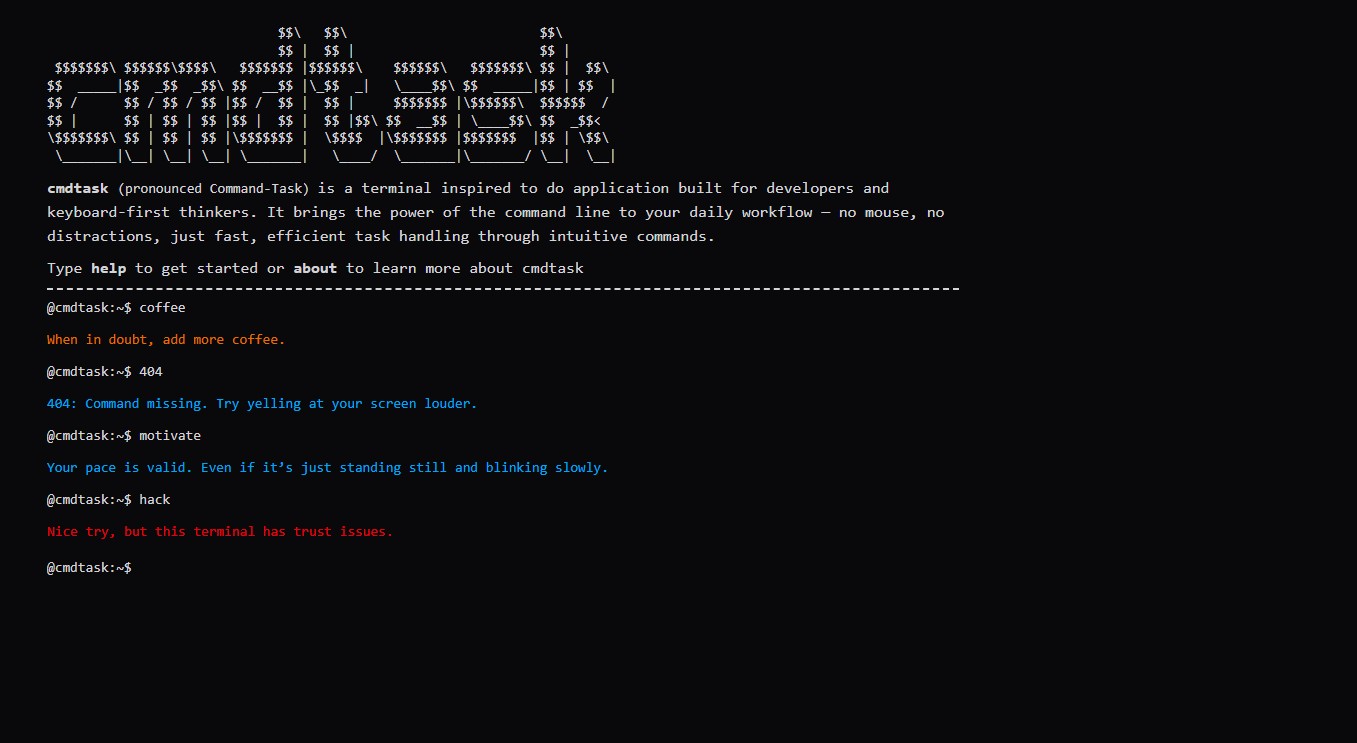 $$\   $$\                         $$\
                              $$ |  $$ |                        $$ |
 $$$$$$$\ $$$$$$\$$$$\   $$$$$$$ |$$$$$$\    $$$$$$\   $$$$$$$\ $$ |  $$\
$$  _____|$$  _$$  _$$\ $$  __$$ |\_$$  _|   \____$$\ $$  _____|$$ | $$  |
$$ /      $$ / $$ / $$ |$$ /  $$ |  $$ |     $$$$$$$ |\$$$$$$\  $$$$$$  /
$$ |      $$ | $$ | $$ |$$ |  $$ |  $$ |$$\ $$  __$$ | \____$$\ $$  _$$<
\$$$$$$$\ $$ | $$ | $$ |\$$$$$$$ |  \$$$$  |\$$$$$$$ |$$$$$$$  |$$ | \$$\
 \_______|\__| \__| \__| \_______|   \____/  \_______|\_______/ \__|  \__|
cmdtask (pronounced Command-Task) is a terminal inspired to do application built for developers and
keyboard-first thinkers. It brings the power of the command line to your daily workflow — no mouse, no
distractions, just fast, efficient task handling through intuitive commands.
Type help to get started or about to learn more about cmdtask
@cmdtask:~$ coffee
When in doubt, add more coffee.
@cmdtask:~$ 404
404: Command missing. Try yelling at your screen louder.
@cmdtask:~$ motivate
Your pace is valid. Even if it’s just standing still and blinking slowly.
@cmdtask:~$ hack
Nice try, but this terminal has trust issues.
@cmdtask:~$